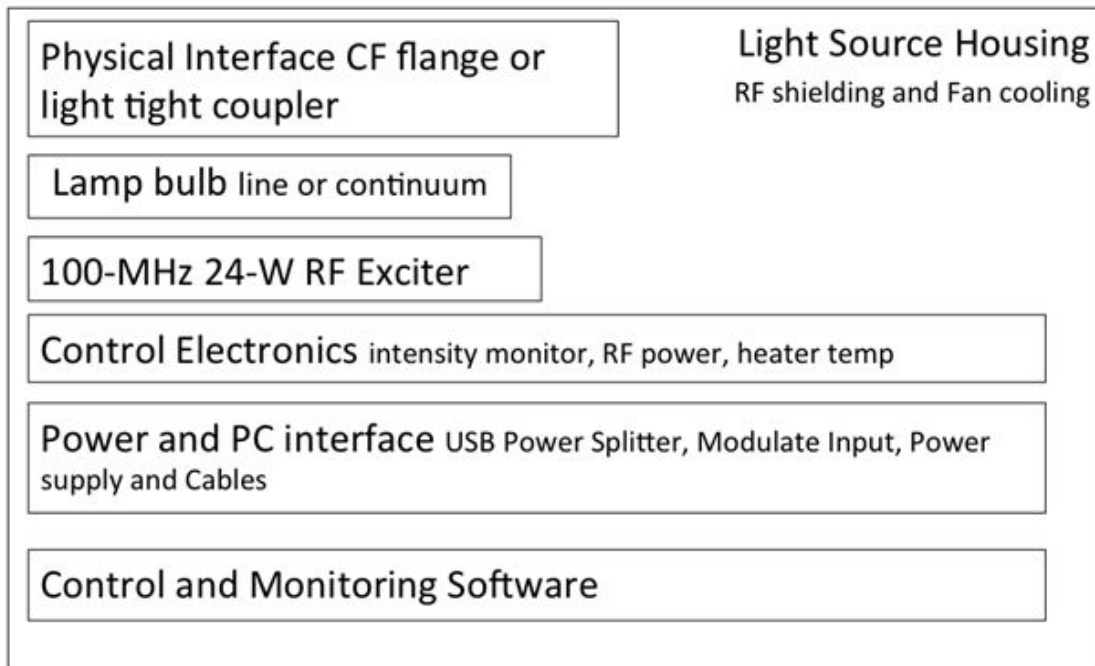 Physical Interface CF flange or
light tight coupler
Light Source Housing
RF shielding and Fan cooling
Lamp bulb line or continuum
100-MHz 24-W RF Exciter
Control Electronics intensity monitor, RF power, heater temp
Power and PC interface USB Power Splitter, Modulate Input, Power
supply and Cables
Control and Monitoring Software